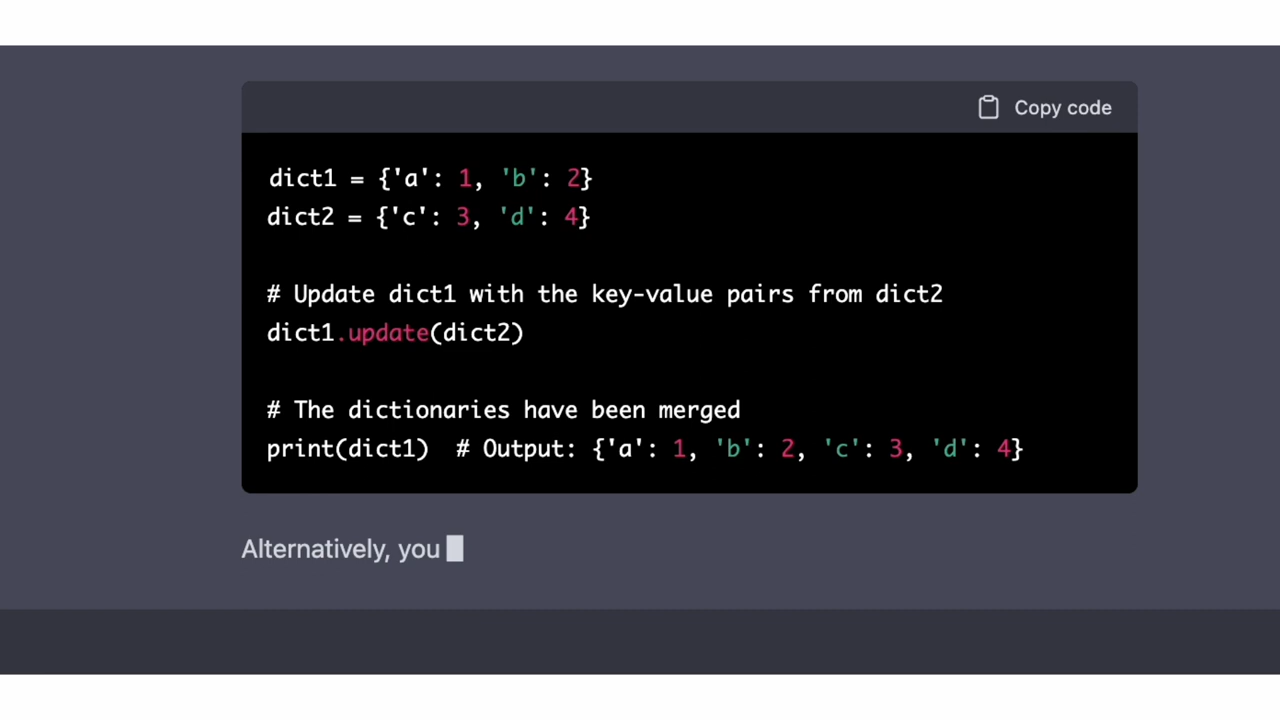 Copy code
dict1 = {'a': 1, 'b': 2}
dict2 = {'c': 3, 'd': 4}
# Update dict1 with the key-value pairs from dict2
dict1.update(dict2)
# The dictionaries have been merged
print(dict1)  # Output: {'a': 1, 'b': 2, 'c': 3, 'd': 4}
Alternatively, you